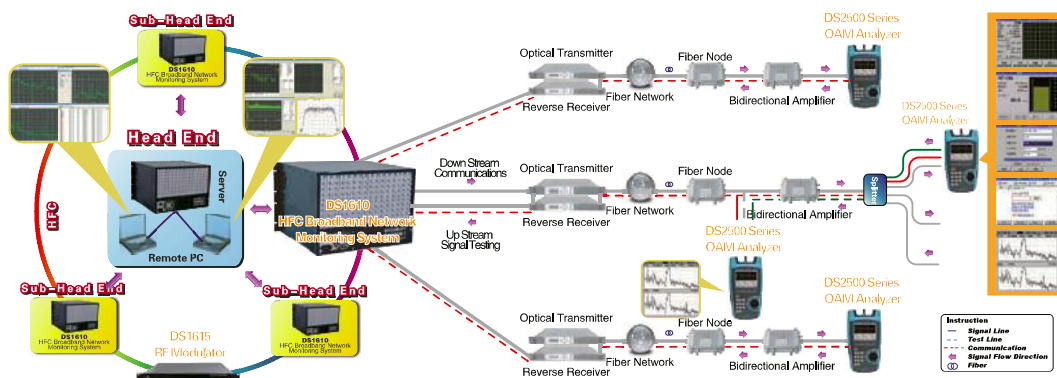 Sub-Head End
DS1610
HFC Broadband Network
Monitoring System
Head End
Server
Remote PC
HFC
Sub-Head End
DS1610
HFC Broadband Network
Monitoring System
Sub-Head End
DS1610
HFC Broadband Network
Monitoring System
DS1615
RF Modulator
DS1610
HFC Broadband Network
Monitoring System
Down Stream
Communications
Up Stream
Signal Testing
Optical Transmitter
Reverse Receiver
Fiber Network
Fiber Node
Bidirectional Amplifier
DS2500 Series
QAM Analyzer
Optical Transmitter
Reverse Receiver
Fiber Network
Fiber Node
Bidirectional Amplifier
Splitter
DS2500 Series
QAM Analyzer
DS2500 Series
QAM Analyzer
Optical Transmitter
Reverse Receiver
Fiber Network
Fiber Node
Bidirectional Amplifier
DS2500 Series
QAM Analyzer
Instruction
Signal Line
Test Line
Communication
Signal Flow Direction
Fiber